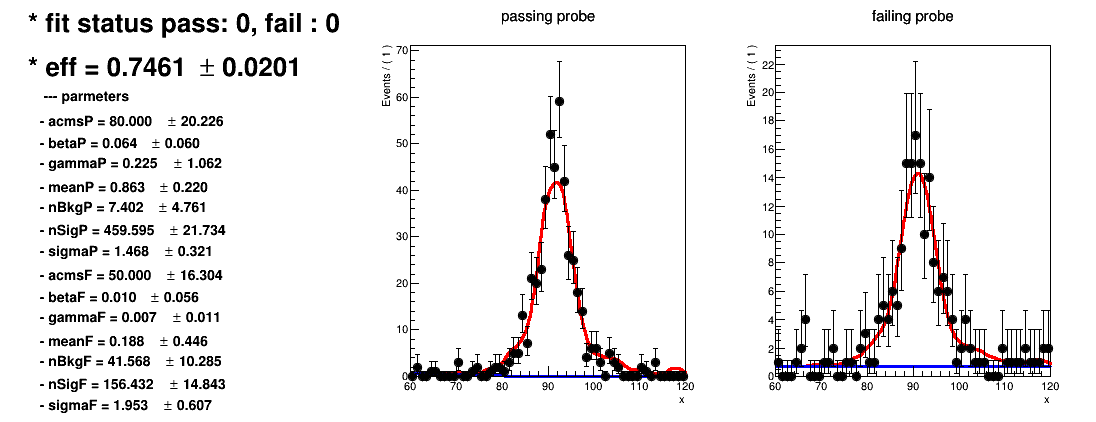 * fit status pass: 0, fail : 0
* eff = 0.7461 ± 0.0201
--- parmeters
- acmsP = 80.000 ± 20.226
- betaP = 0.064 ± 0.060
- gammaP = 0.225 ± 1.062
- meanP = 0.863 ± 0.220
- nBkgP = 7.402 ± 4.761
- nSigP = 459.595 ± 21.734
- sigmaP = 1.468 ± 0.321
- acmsF = 50.000 ± 16.304
- betaF = 0.010 ± 0.056
- gammaF = 0.007 ± 0.011
- meanF = 0.188 ± 0.446
- nBkgF = 41.568 ± 10.285
- nSigF = 156.432 ± 14.843
- sigmaF = 1.953 ± 0.607
passing probe
Events / ( 1 )
70
60
50
40
30
20
10
0
60 70 80 90 100 110 120
x
failing probe
Events / ( 1 )
22
20
18
16
14
12
10
8
6
4
2
0
60 70 80 90 100 110 120
x